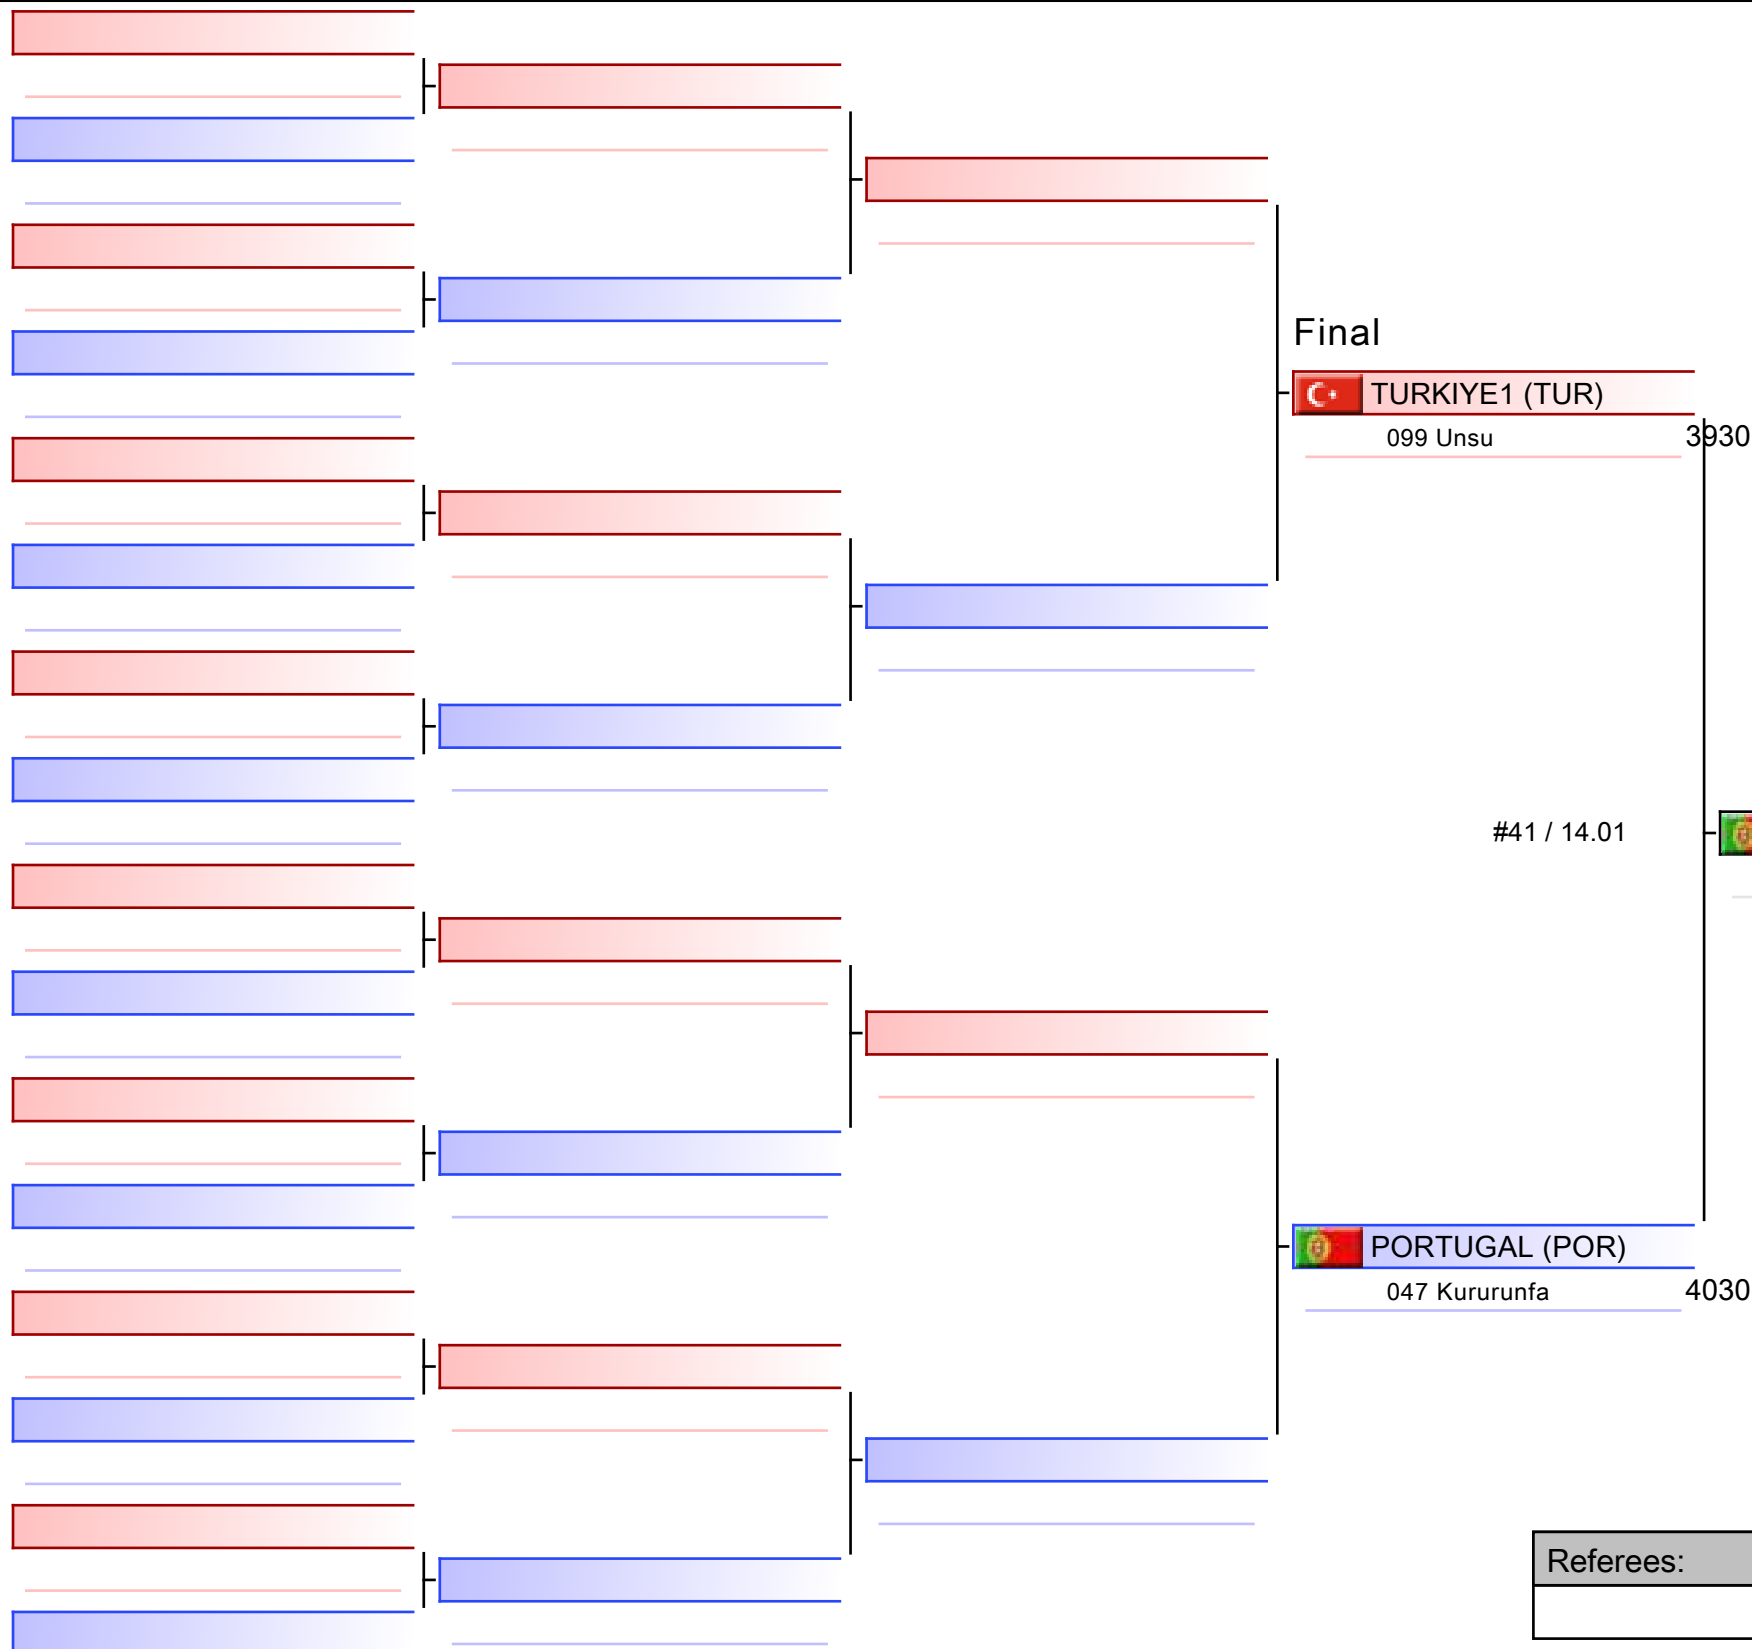 Final
TURKIYE1 (TUR)
099 Unsu 3930
#41 / 14.01
PORTUGAL (POR)
047 Kururunfa 4030
Referees: